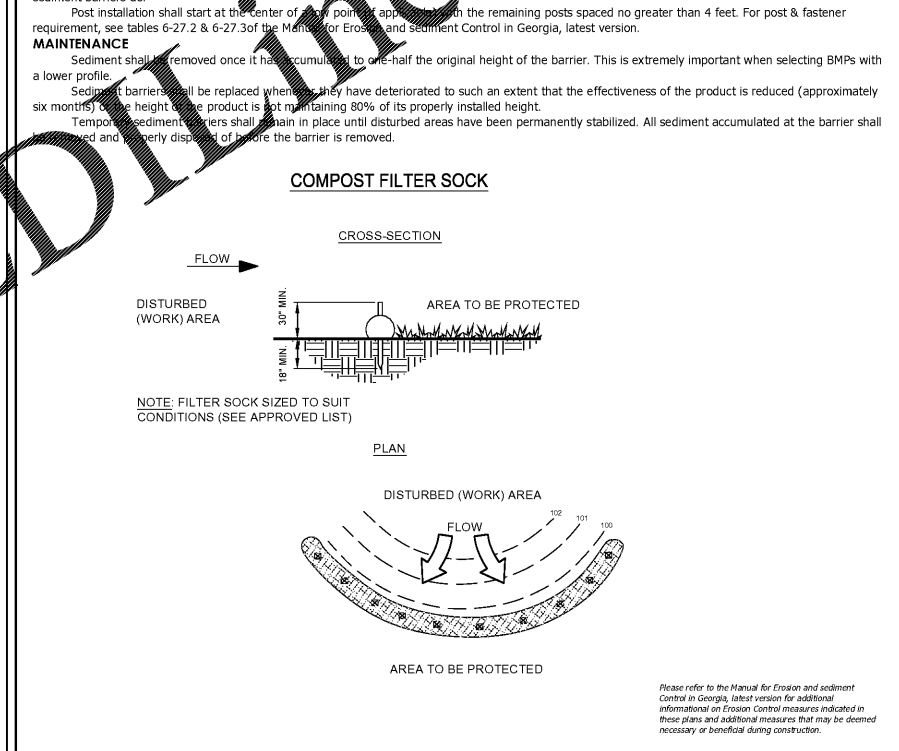 sediment barriers do.
Post installation shall start at the center of a low point (if applicable) with the remaining posts spaced no greater than 4 feet. For post & fastener
requirement, see tables 6-27.2 & 6-27.3of the Manual for Erosion and sediment Control in Georgia, latest version.
MAINTENANCE
Sediment shall be removed once it has accumulated to one-half the original height of the barrier. This is extremely important when selecting BMPs with
a lower profile.
Sediment barriers shall be replaced whenever they have deteriorated to such an extent that the effectiveness of the product is reduced (approximately
six months) or the height of the product is not maintaining 80% of its properly installed height.
Temporary sediment barriers shall remain in place until disturbed areas have been permanently stabilized. All sediment accumulated at the barrier shall
be removed and properly disposed of before the barrier is removed.
COMPOST FILTER SOCK
CROSS-SECTION
FLOW
DISTURBED
(WORK) AREA
30" MIN.
18" MIN.
AREA TO BE PROTECTED
NOTE: FILTER SOCK SIZED TO SUIT
CONDITIONS (SEE APPROVED LIST)
PLAN
DISTURBED (WORK) AREA
FLOW
102
101
100
AREA TO BE PROTECTED
Please refer to the Manual for Erosion and sediment
Control in Georgia, latest version for additional
informational on Erosion Control measures indicated in
these plans and additional measures that may be deemed
necessary or beneficial during construction.